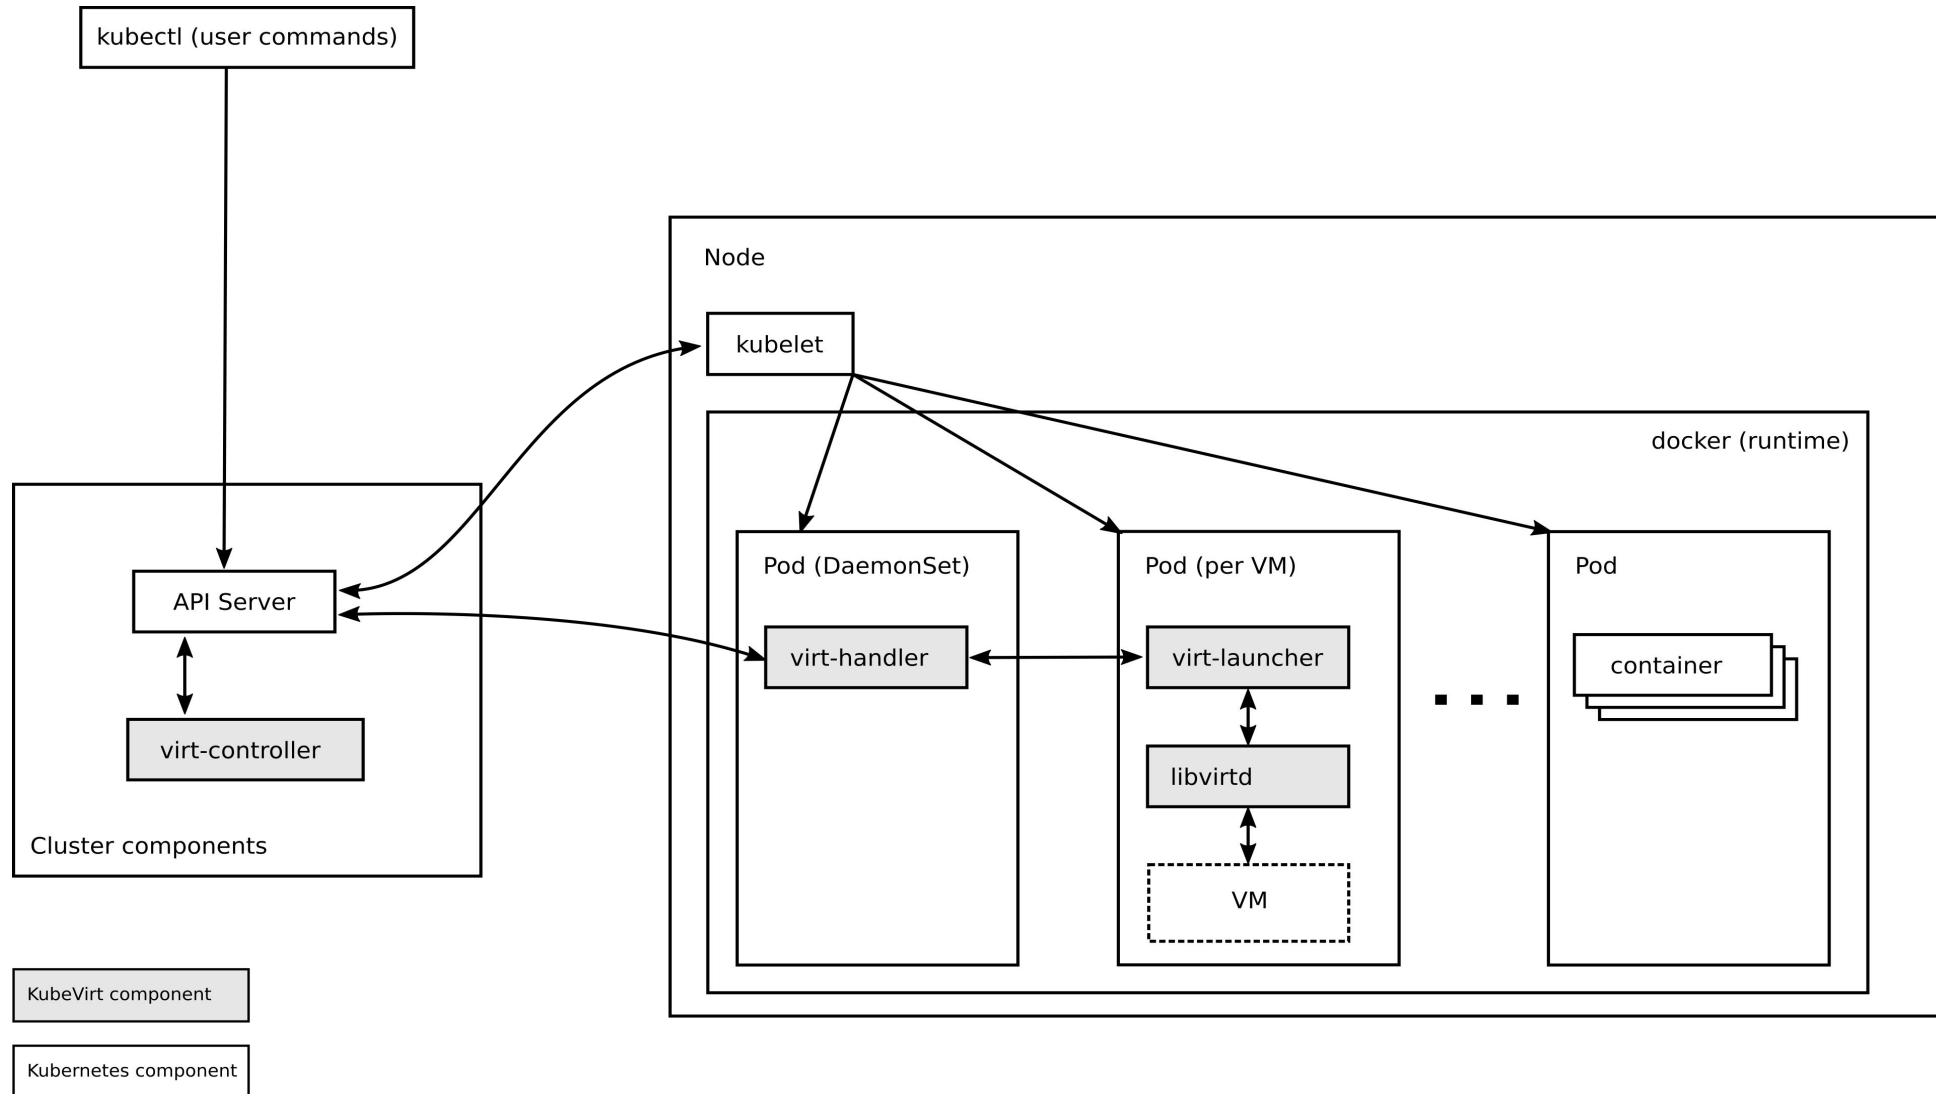 kubectl (user commands)
Node
kubelet
docker (runtime)
Pod (DaemonSet)
Pod (per VM)
Pod
API Server
virt-handler
virt-launcher
container
virt-controller
libvirtd
Cluster components
VM
KubeVirt component
Kubernetes component